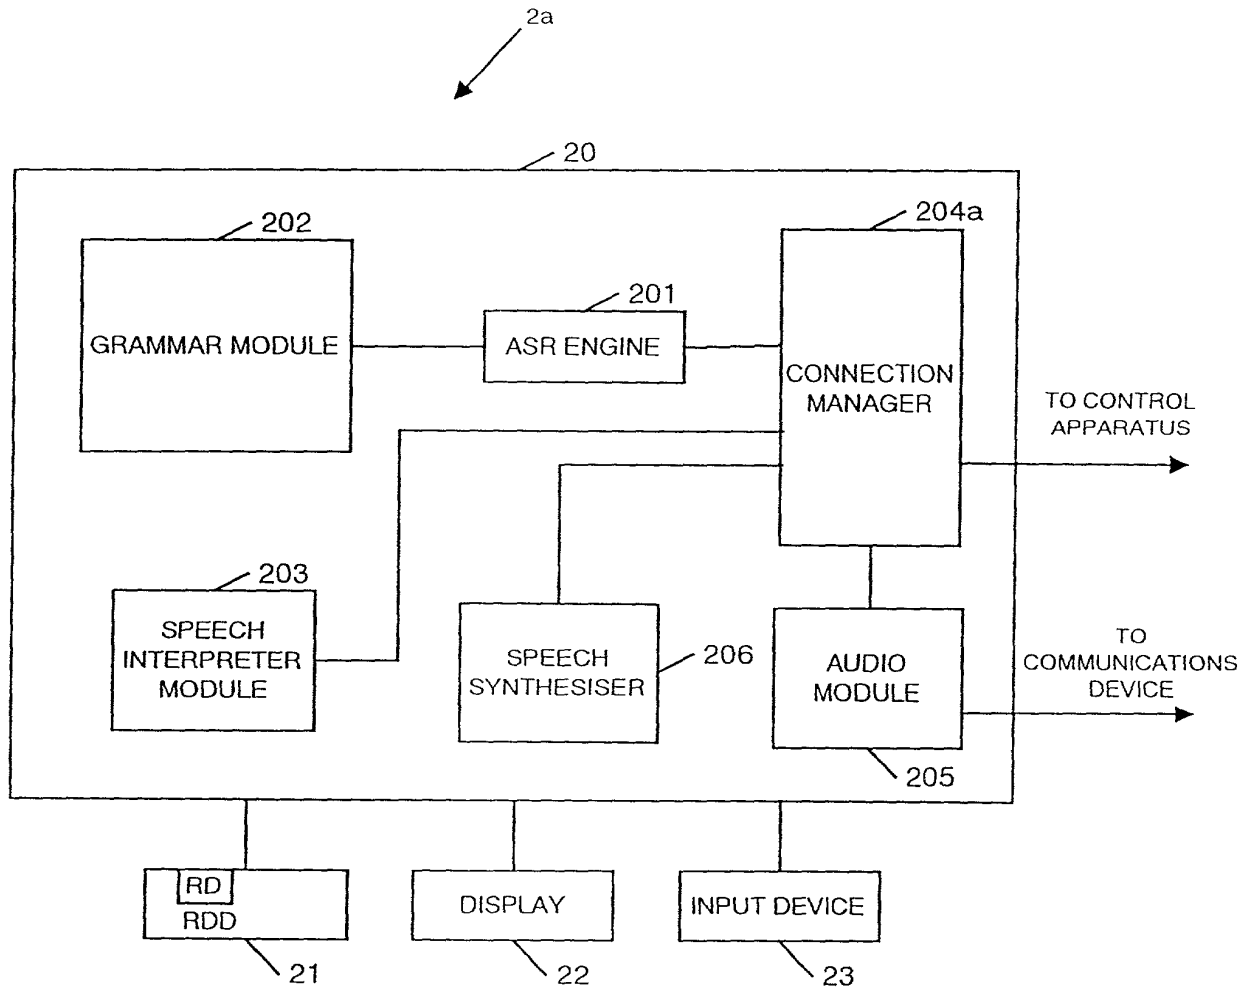 2a
20
202
204a
201
GRAMMAR MODULE
ASR ENGINE
CONNECTION
MANAGER
TO CONTROL
APPARATUS
203
SPEECH
INTERPRETER
MODULE
SPEECH
SYNTHESISER
206
AUDIO
MODULE
205
TO
COMMUNICATIONS
DEVICE
RD
RDD
21
DISPLAY
22
INPUT DEVICE
23